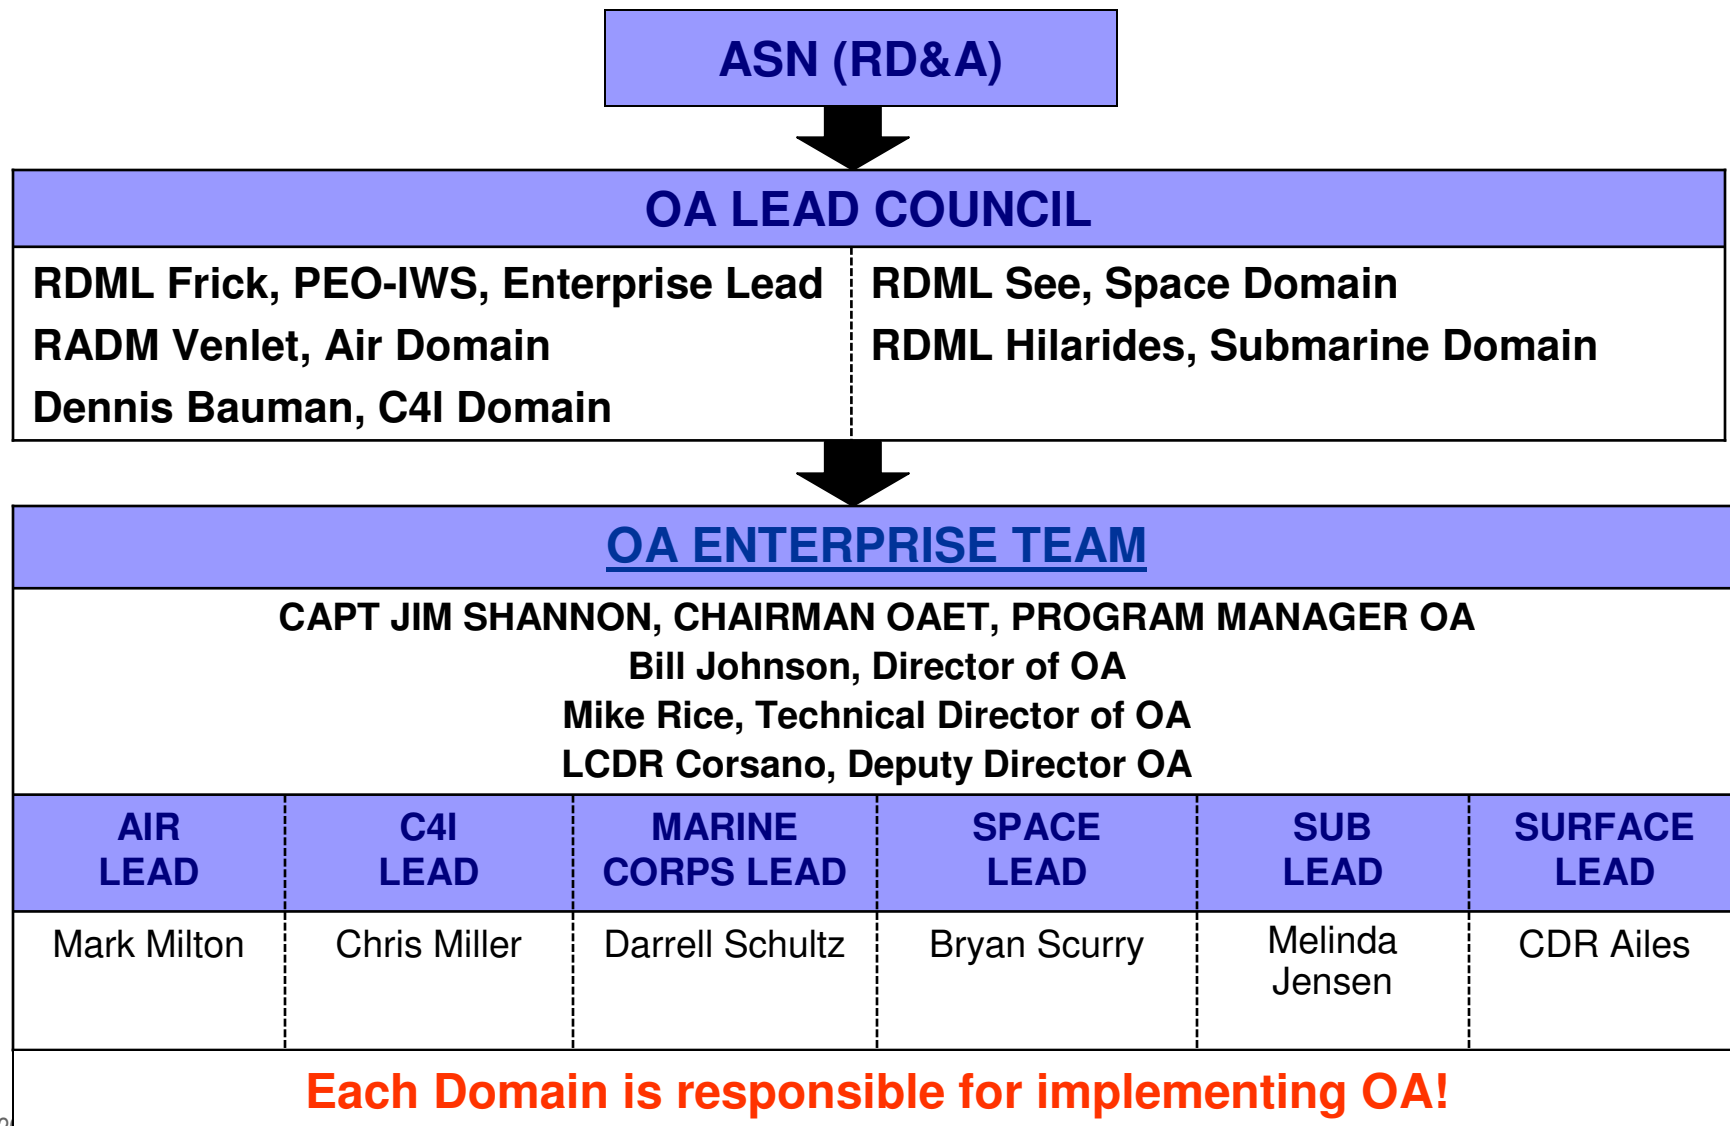 ASN (RD&A)
OA LEAD COUNCIL
RDML Frick, PEO-IWS, Enterprise Lead
RADM Venlet, Air Domain
Dennis Bauman, C4I Domain
RDML See, Space Domain
RDML Hilarides, Submarine Domain
OA ENTERPRISE TEAM
CAPT JIM SHANNON, CHAIRMAN OAET, PROGRAM MANAGER OA
Bill Johnson, Director of OA
Mike Rice, Technical Director of OA
LCDR Corsano, Deputy Director OA
AIR
LEAD
C4I
LEAD
MARINE
CORPS LEAD
SPACE
LEAD
SUB
LEAD
SURFACE
LEAD
Mark Milton
Chris Miller
Darrell Schultz
Bryan Scurry
Melinda
Jensen
CDR Ailes
Each Domain is responsible for implementing OA!